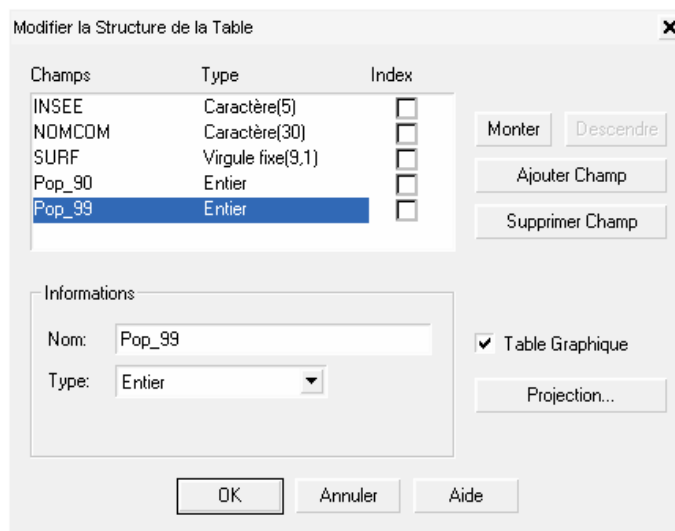 Modifier la Structure de la Table
Champs Type Index
INSEE Caractère(5)
NOMCOM Caractère(30)
SURF Virgule fixe(9,1)
Pop_90 Entier
Pop_99 Entier
Monter Descendre
Ajouter Champ
Supprimer Champ
Informations
Nom: Pop_99
Type: Entier
Table Graphique
Projection...
OK Annuler Aide